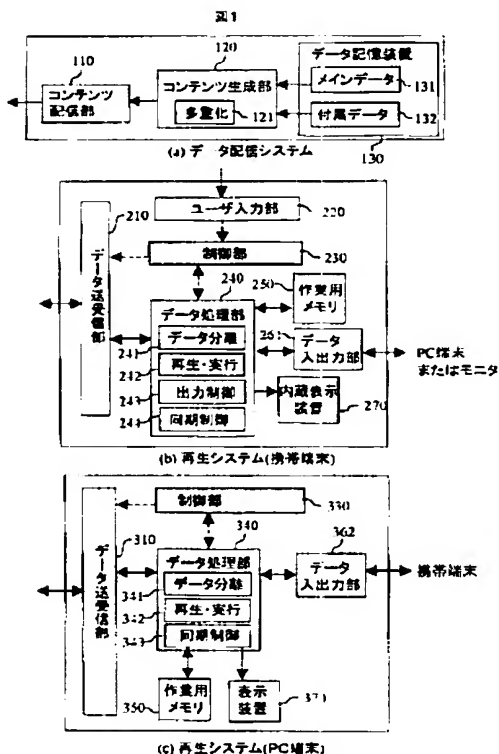 図1
110
コンテンツ
配信部
120
コンテンツ生成部
多重化
121
データ記憶装置
メインデータ
131
付属データ
132
130
(a) データ配信システム
210
データ送受信部
ユーザ入力部
220
制御部
230
240
データ処理部
データ分離
241
再生・実行
242
出力制御
243
同期制御
244
250
作業用
メモリ
261
データ
入出力部
PC端末
またはモニタ
内蔵表示
装置
270
(b) 再生システム(携帯端末)
310
データ送受信部
制御部
330
340
データ処理部
データ分離
341
再生・実行
342
同期制御
343
362
データ
入出力部
携帯端末
作業用
メモリ
350
表示
装置
371
(c) 再生システム(PC端末)